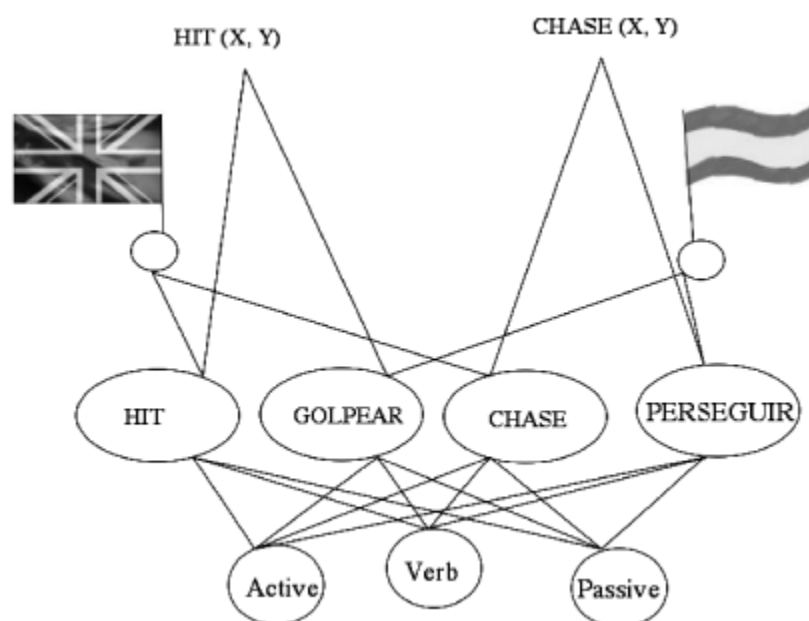 HIT (X, Y)
CHASE (X, Y)
HIT
GOLPEAR
CHASE
PERSEGUIR
Active
Verb
Passive